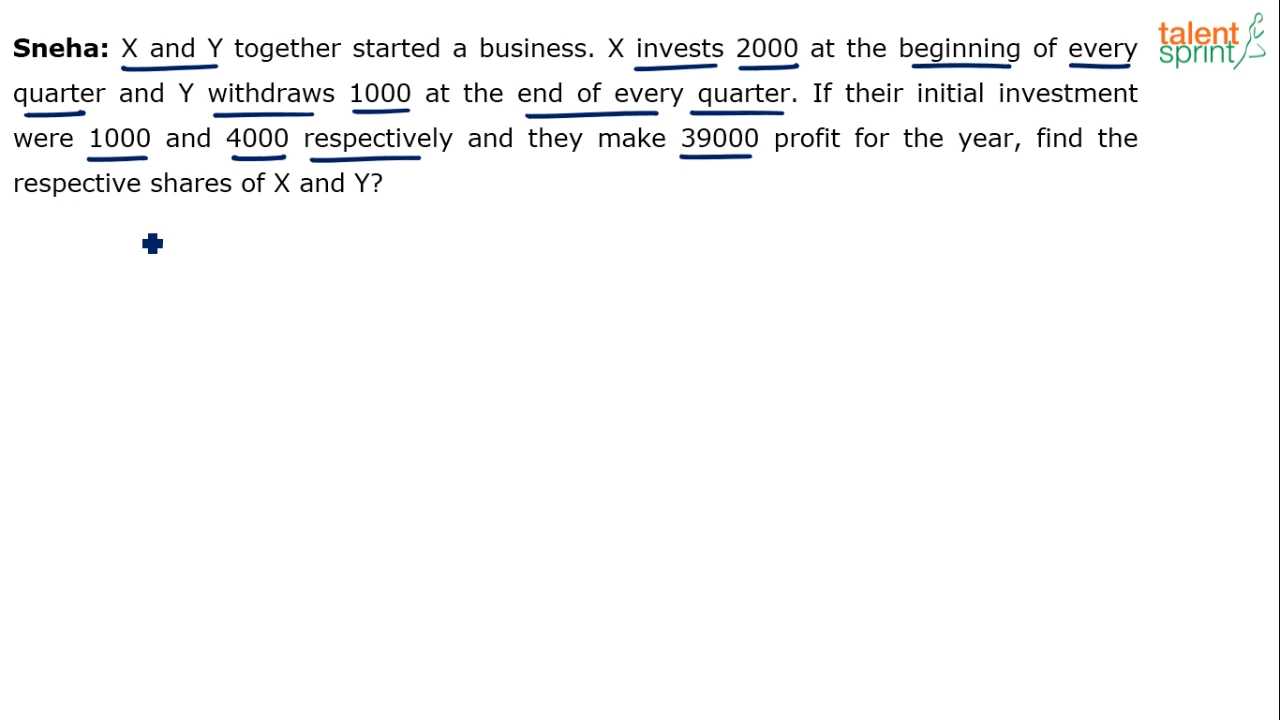 Sneha: X and Y together started a business. X invests 2000 at the beginning of every
quarter and Y withdraws 1000 at the end of every quarter. If their initial investment
were 1000 and 4000 respectively and they make 39000 profit for the year, find the
respective shares of X and Y?
talent
sprint